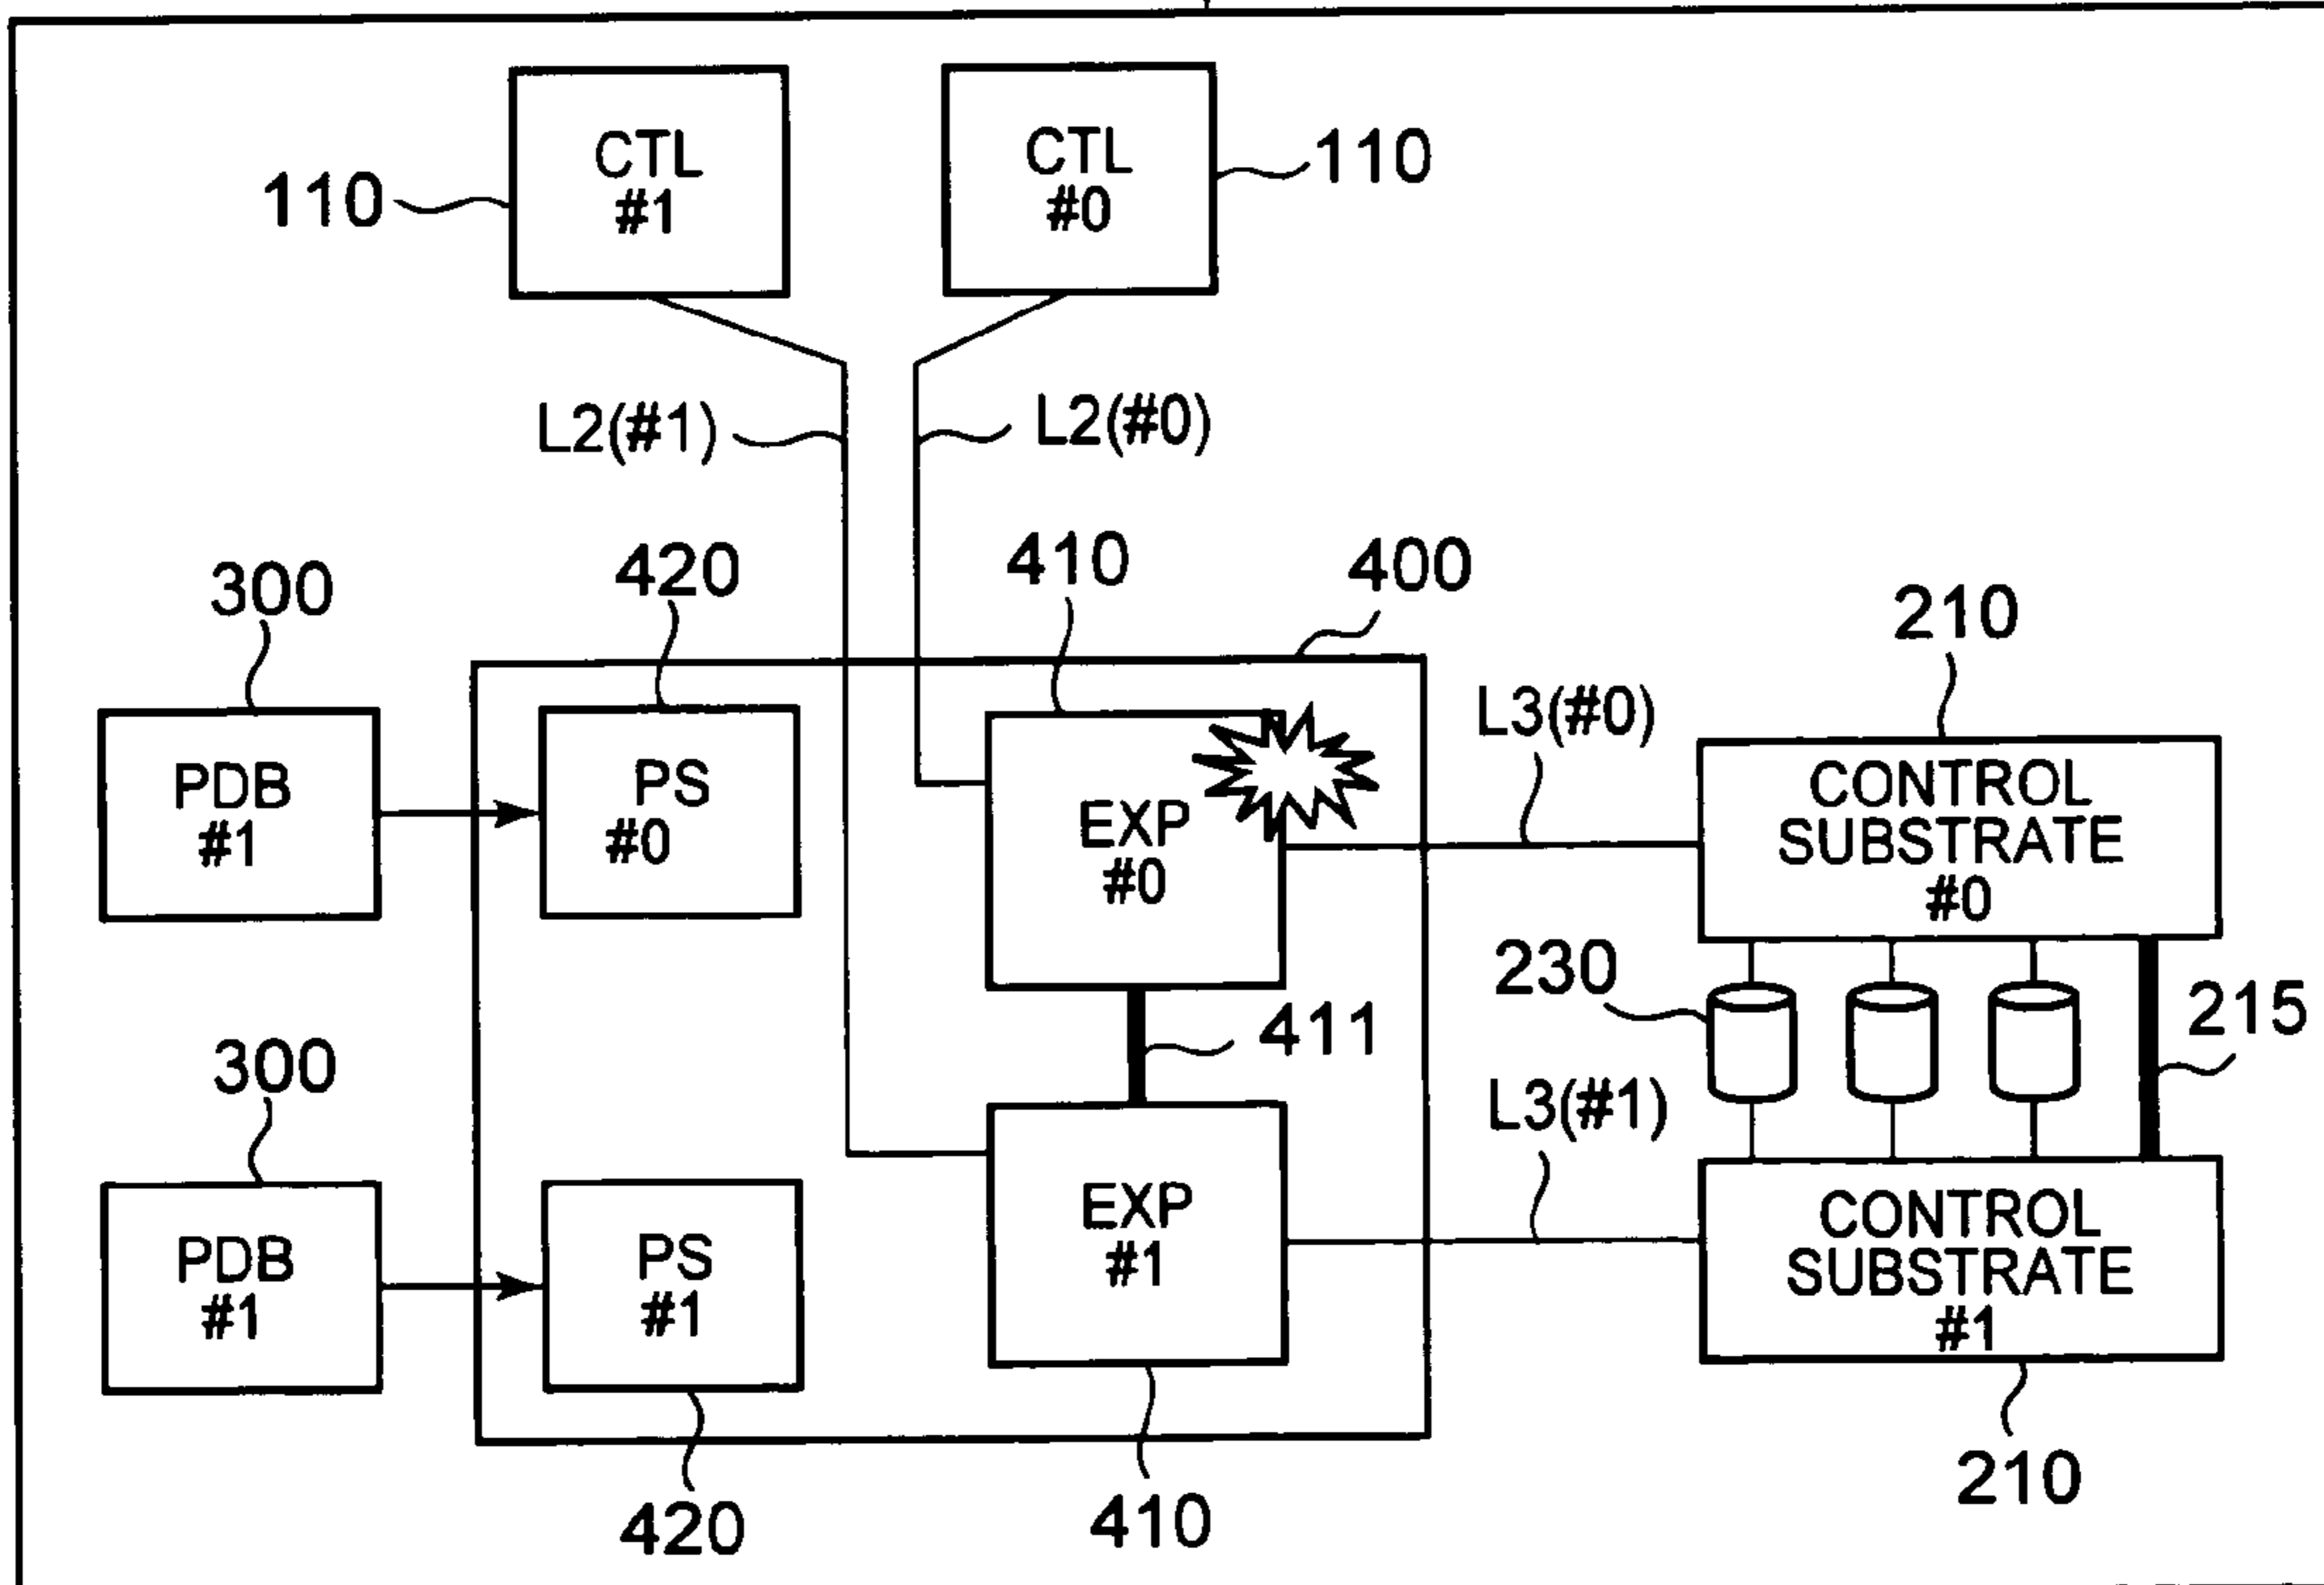 CTL
#1
CTL
#0
110
110
L2(#1)
L2(#0)
300
420
410
400
210
L3(#0)
PDB
#1
PS
#0
EXP
#0
CONTROL
SUBSTRATE
#0
230
411
215
300
L3(#1)
PDB
#1
PS
#1
EXP
#1
CONTROL
SUBSTRATE
#1
420
410
210